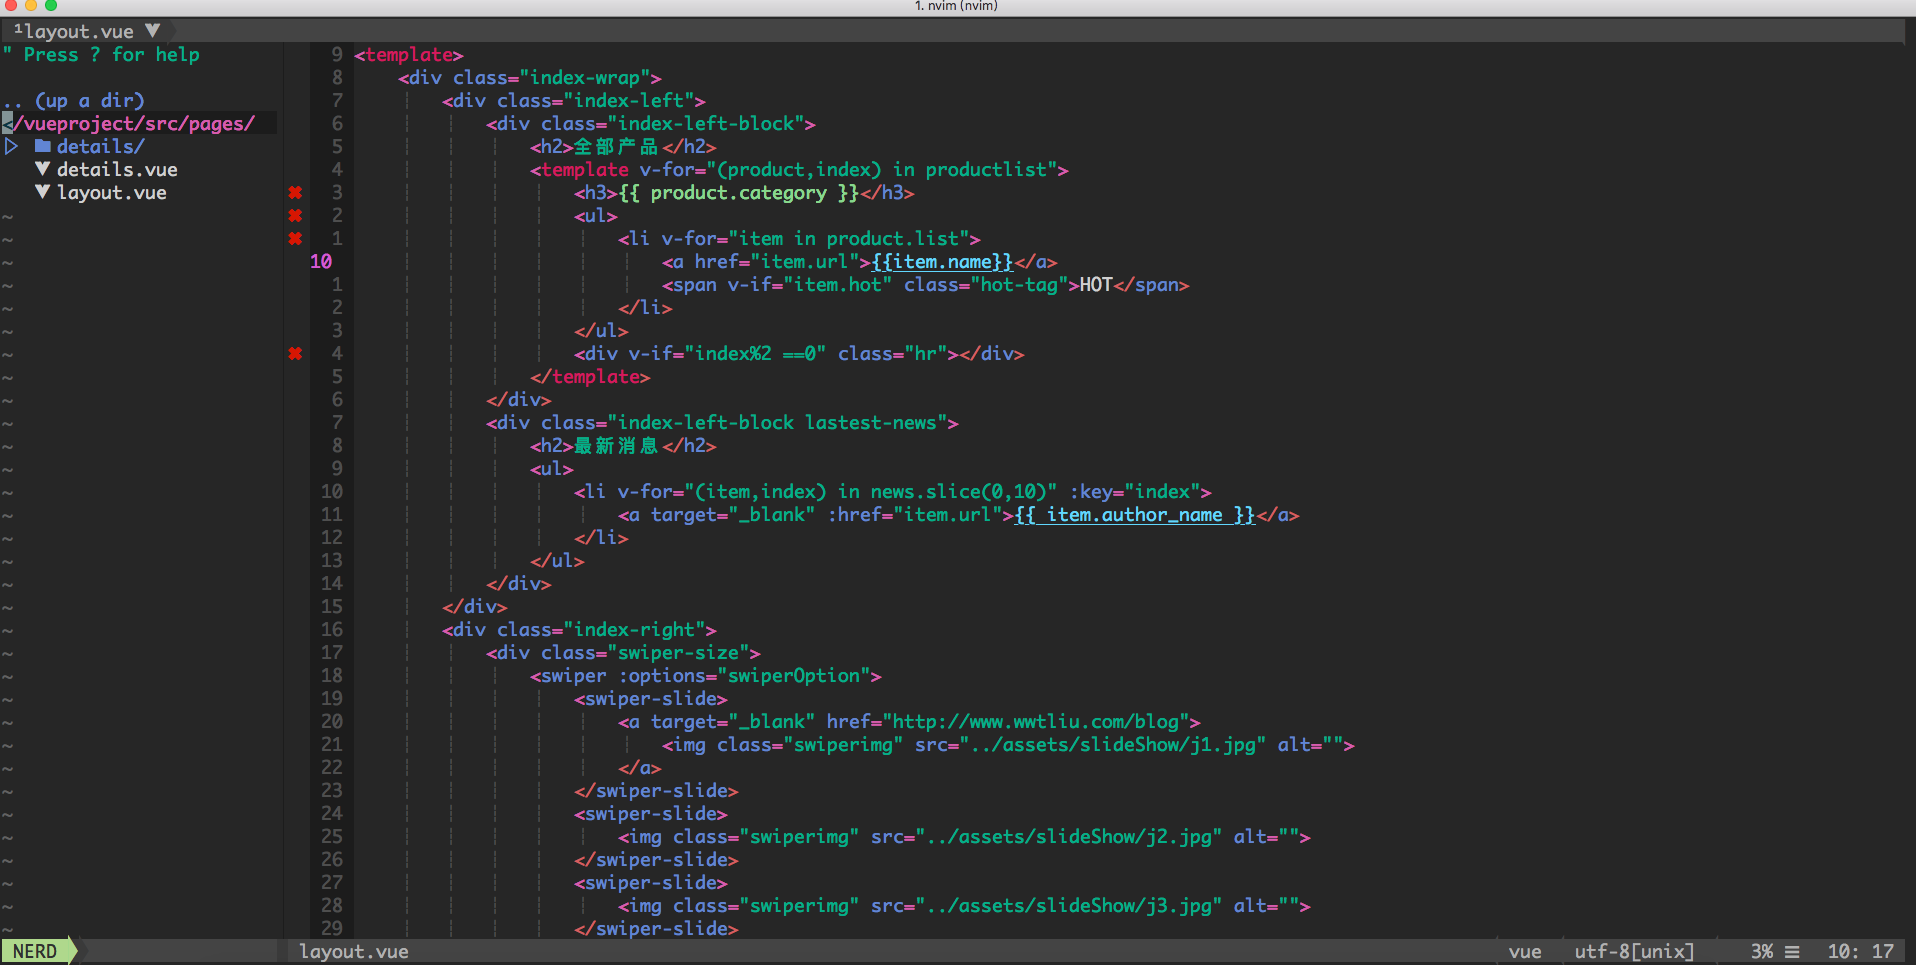 1. nvim (nvim)
¹layout.vue
" Press ? for help
.. (up a dir)
</vueproject/src/pages/
details/
details.vue
layout.vue
9 <template>
8 <div class="index-wrap">
7 <div class="index-left">
6 <div class="index-left-block">
5 <h2>全部产品</h2>
4 <template v-for="(product,index) in productlist">
3 <h3>{{ product.category }}</h3>
2 <ul>
1 <li v-for="item in product.list">
10 <a href="item.url">{{item.name}}</a>
1 <span v-if="item.hot" class="hot-tag">HOT</span>
2 </li>
3 </ul>
4 <div v-if="index%2 ==0" class="hr"></div>
5 </template>
6 </div>
7 <div class="index-left-block lastest-news">
8 <h2>最新消息</h2>
9 <ul>
10 <li v-for="(item,index) in news.slice(0,10)" :key="index">
11 <a target="_blank" :href="item.url">{{ item.author_name }}</a>
12 </li>
13 </ul>
14 </div>
15 </div>
16 <div class="index-right">
17 <div class="swiper-size">
18 <swiper :options="swiperOption">
19 <swiper-slide>
20 <a target="_blank" href="http://www.wwtliu.com/blog">
21 <img class="swiperimg" src="../assets/slideShow/j1.jpg" alt="">
22 </a>
23 </swiper-slide>
24 <swiper-slide>
25 <img class="swiperimg" src="../assets/slideShow/j2.jpg" alt="">
26 </swiper-slide>
27 <swiper-slide>
28 <img class="swiperimg" src="../assets/slideShow/j3.jpg" alt="">
29 </swiper-slide>
NERD layout.vue vue utf-8[unix] 3% ≡ 10: 17